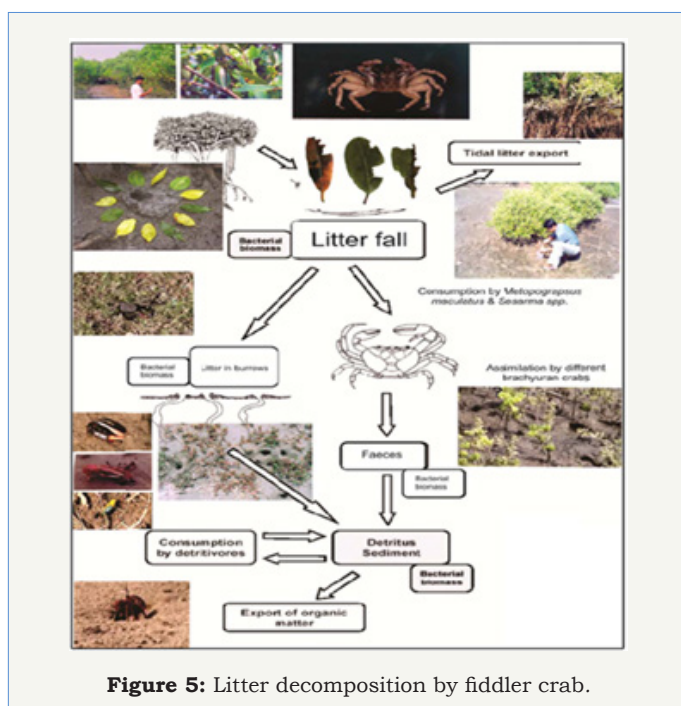 Tidal litter export
Bacterial
biomass
Litter fall
Consumption by Metopograpsus
maculatus & Sesarma spp.
Bacterial
biomass
Litter in burrows
Assimilation by different
brachyuran crabs
Faeces
Bacterial
biomass
Consumption
by detritivores
Detritus
Sediment
Bacterial
biomass
Export of organic
matter
Figure 5: Litter decomposition by fiddler crab.